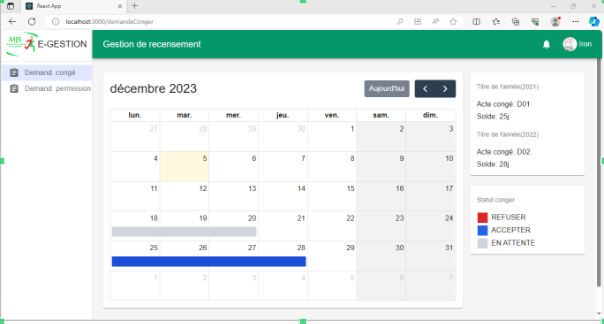 React App
localhost:3000/demandeConger
MJS E-GESTION
Gestion de recensement
Iron
Demand congé
Demand permission
décembre 2023
Aujourd'hui
lun. mar. mer. jeu. ven. sam. dim.
27 28 29 30 1 2 3
4 5 6 7 8 9 10
11 12 13 14 15 16 17
18 19 20 21 22 23 24
25 26 27 28 29 30 31
1 2 3 4 5 6 7
Titre de l'année(2021)
Acte congé: D01
Solde: 25j
Titre de l'année(2022)
Acte congé: D02
Solde: 28j
Statut conger
REFUSER
ACCEPTER
EN ATTENTE